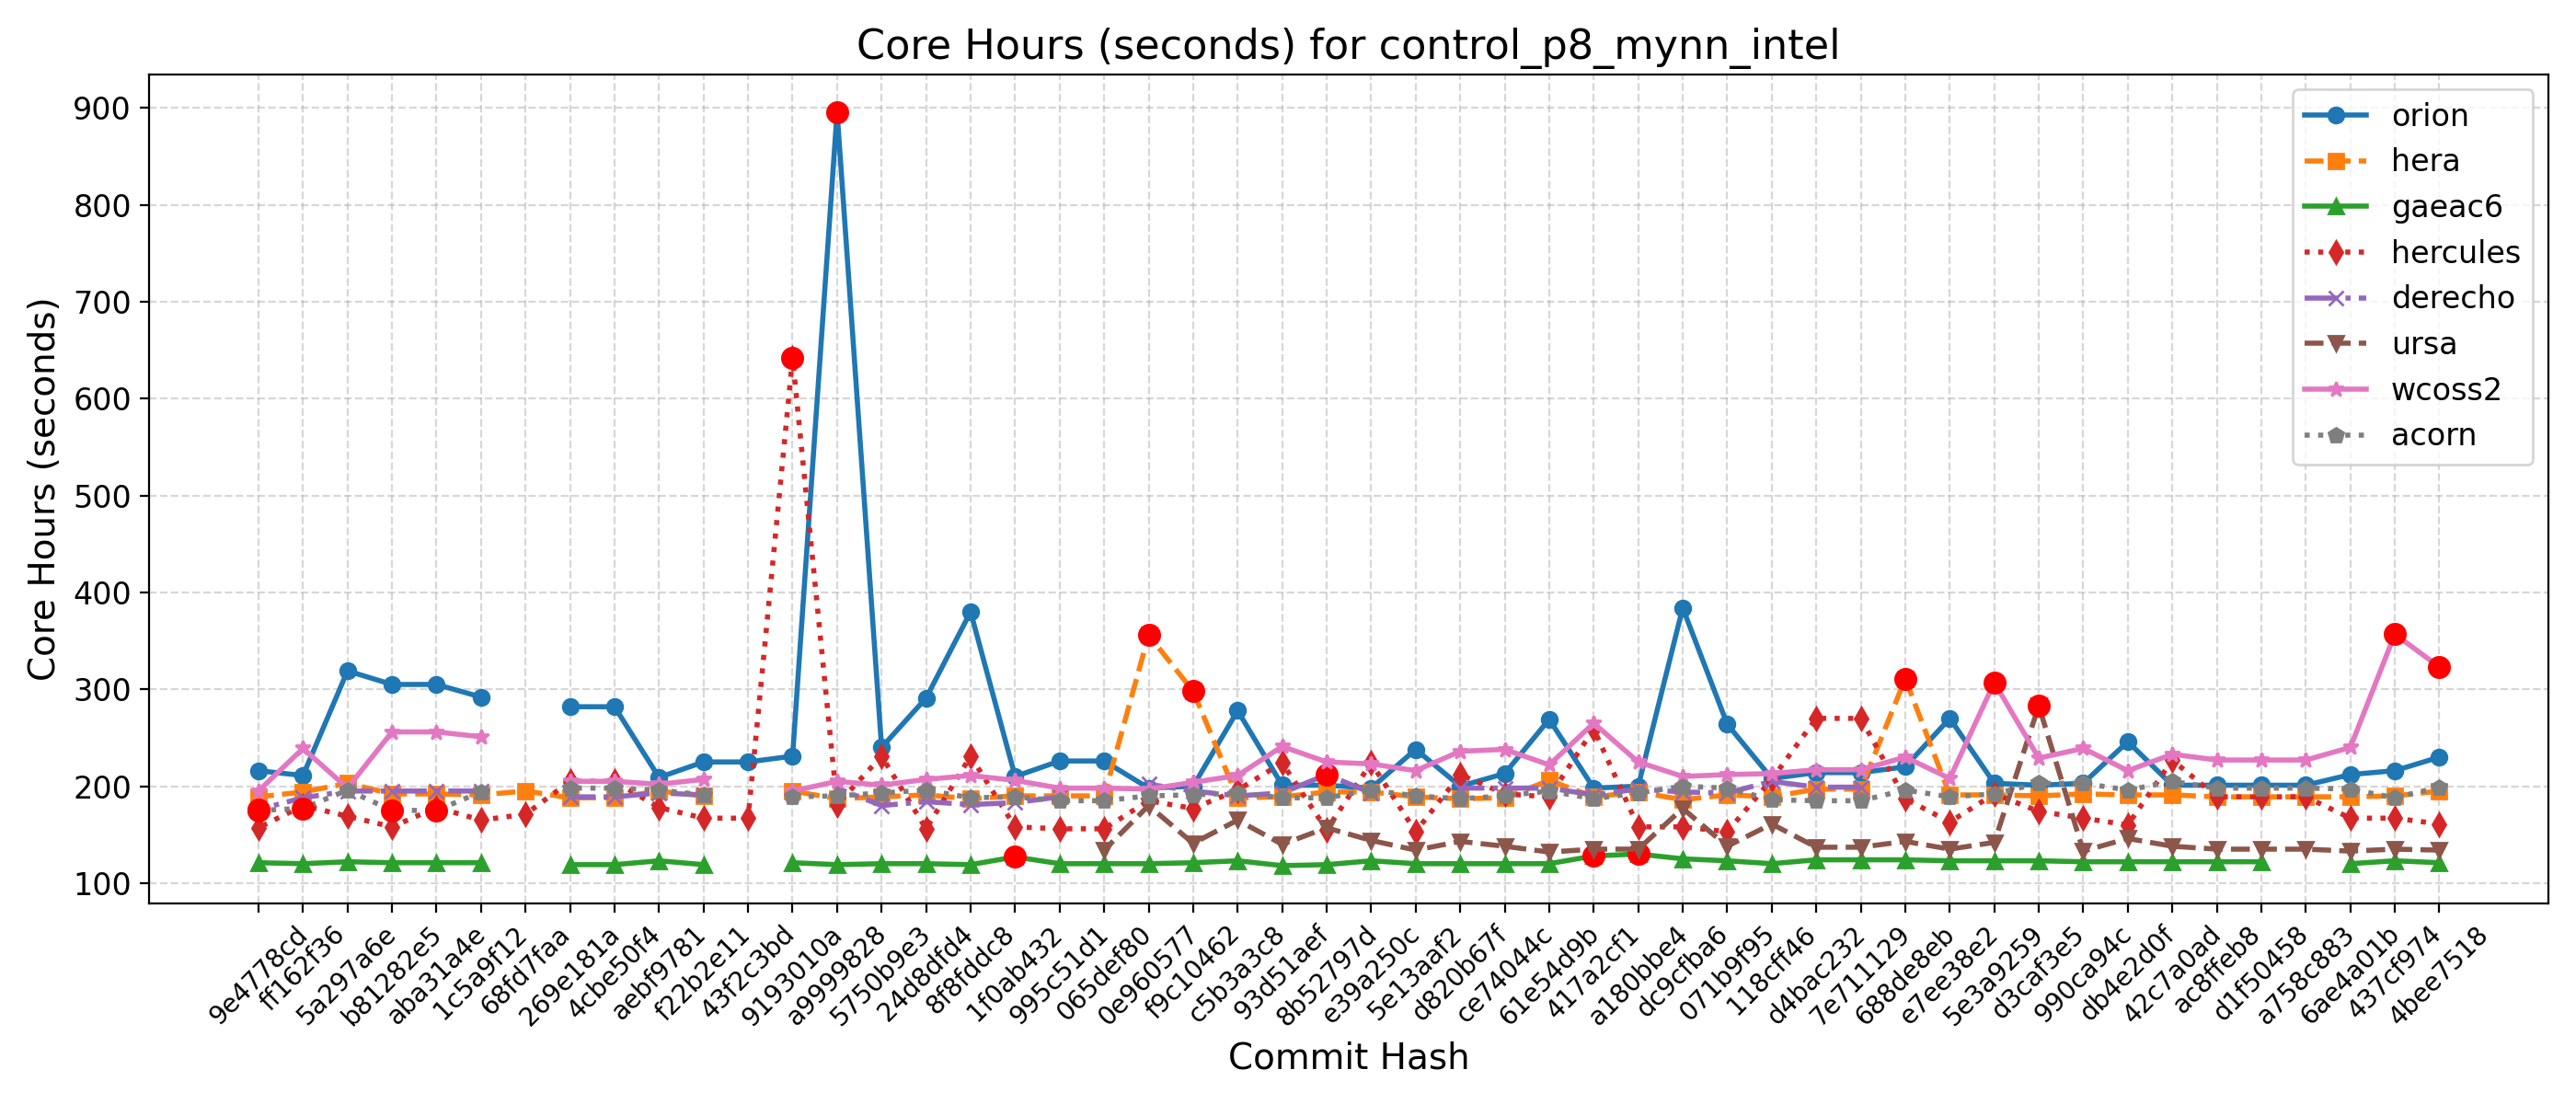 Core Hours (seconds) for control_p8_mynn_intel
Core Hours (seconds)
900
800
700
600
500
400
300
200
100
orion
hera
gaeac6
hercules
derecho
ursa
wcoss2
acorn
9e4778cd
ff162f36
5a297a6e
b81282e5
aba31a4e
1c5a9f12
68fd7faa
269e181a
4cbe50f4
aebf9781
f22b2e11
43f2c3bd
9193010a
a9999828
5750b9e3
24d8dfd4
8f8fddc8
1f0ab432
995c51d1
065def80
0e960577
f9c10462
c5b3a3c8
93d51aef
8b52797d
e39a250c
5e13aaf2
d820b67f
ce74044c
61e54d9b
417a2cf1
a180bbe4
dc9cfba6
071b9f95
118cff46
d4bac232
7e711129
688de8eb
e7ee38e2
5e3a9259
d3caf3e5
990ca94c
db4e2d0f
42c7a0ad
ac8ffeb8
d1f50458
a758c883
6ae4a01b
437cf974
4bee7518
Commit Hash